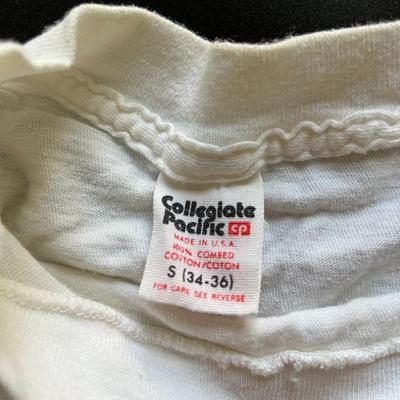 Collegiate
Pacific cp
MADE IN U.S.A.
100% COMBED
COTTON/COTON
S (34-36)
FOR CARE SEE REVERSE